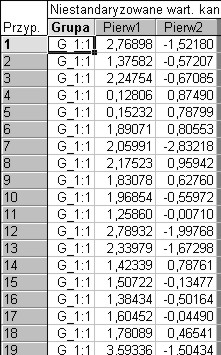 Niestandaryzowane wart. kan
Przyp. Grupa Pierw1 Pierw2
1 G_1:1 2,76898 -1,52180
2 G_1:1 1,37582 -0,57207
3 G_1:1 2,24754 -0,67085
4 G_1:1 0,12806 0,87490
5 G_1:1 0,15232 0,78799
6 G_1:1 1,89071 0,80553
7 G_1:1 2,05991 -2,83218
8 G_1:1 2,17523 0,95942
9 G_1:1 1,83078 0,62760
10 G_1:1 1,96854 -0,55972
11 G_1:1 1,25860 -0,00710
12 G_1:1 2,78932 -1,99768
13 G_1:1 2,33979 -1,67298
14 G_1:1 1,42339 0,78761
15 G_1:1 1,50722 -0,13477
16 G_1:1 1,38434 -0,50164
17 G_1:1 1,60452 -0,04490
18 G_1:1 1,78089 0,46541
19 G_1:1 3,59336 -1,50434